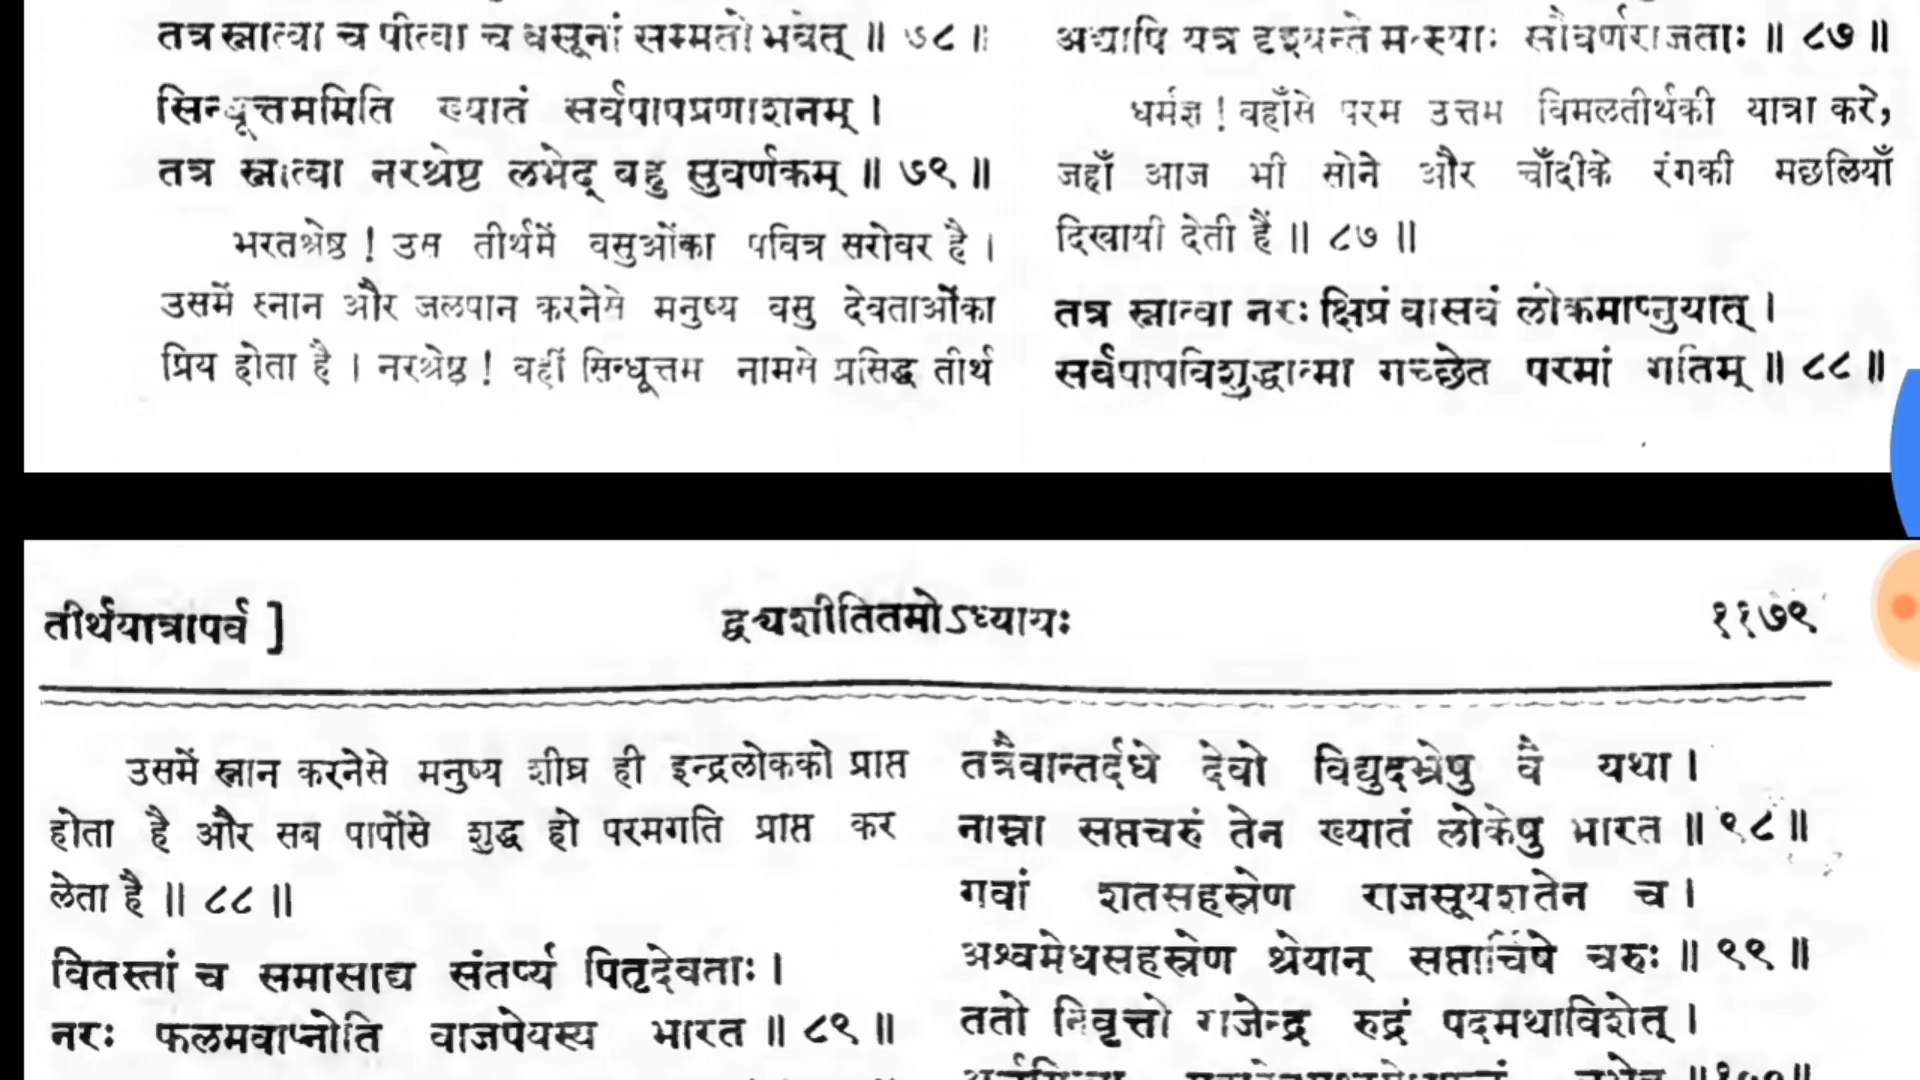 तत्र स्नात्वा च पीत्वा च वसूनां सम्मतो भवेत् ॥ ७८ ॥
सिन्धूत्तममिति ख्यातं सर्वपापप्रणाशनम् ।
तत्र स्नात्वा नरश्रेष्ठ लभेद् बहु सुवर्णकम् ॥ ७९ ॥
भरतश्रेष्ठ ! उस तीर्थमें वसुओंका पवित्र सरोवर है ।
उसमें स्नान और जलपान करनेसे मनुष्य वसु देवताओंका
प्रिय होता है । नरश्रेष्ठ ! वहीं सिन्धूत्तम नामसे प्रसिद्ध तीर्थ
अद्यापि यत्र दृश्यन्ते मत्स्याः सौवर्णराजताः ॥ ८७ ॥
धर्मज्ञ ! वहाँसे परम उत्तम विमलतीर्थकी यात्रा करे,
जहाँ आज भी सोने और चाँदीके रंगकी मछलियाँ
दिखायी देती हैं ॥ ८७ ॥
तत्र स्नात्वा नरः क्षिप्रं वासवं लोकमाप्नुयात् ।
सर्वपापविशुद्धात्मा गच्छेत परमां गतिम् ॥ ८८ ॥
तीर्थयात्रापर्व ] द्व्यशीतितमोऽध्यायः ११७९
उसमें स्नान करनेसे मनुष्य शीघ्र ही इन्द्रलोकको प्राप्त
होता है और सब पापोंसे शुद्ध हो परमगति प्राप्त कर
लेता है ॥ ८८ ॥
वितस्तां च समासाद्य संतर्प्य पितृदेवताः ।
नरः फलमवाप्नोति वाजपेयस्य भारत ॥ ८९ ॥
तत्रैवान्तर्दधे देवो विद्युदभ्रेषु वै यथा ।
नाम्ना सप्तचरुं तेन ख्यातं लोकेषु भारत ॥ ९८ ॥
गवां शतसहस्रेण राजसूयशतेन च ।
अश्वमेधसहस्रेण श्रेयान् सप्तार्चिषे चरुः ॥ ९९ ॥
ततो निवृत्तो राजेन्द्र रुद्रं पदमथाविशेत् ।